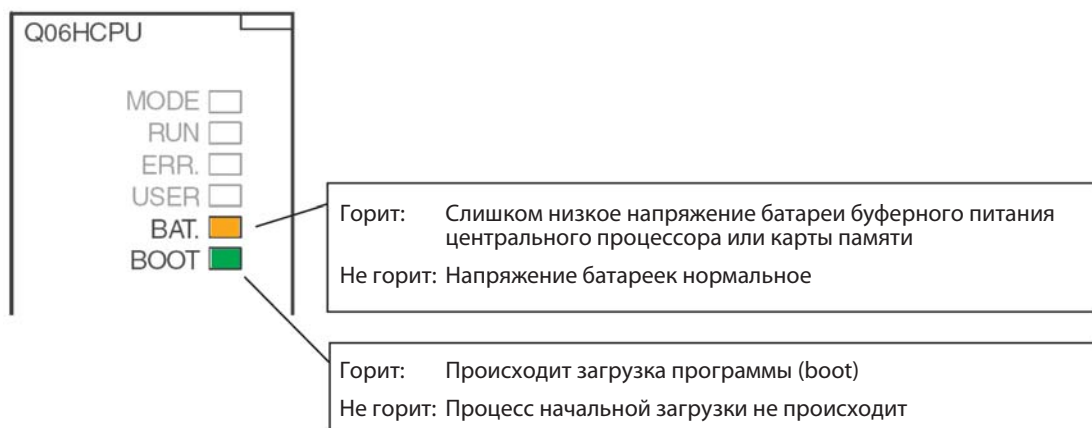 Q06HCPU
MODE
RUN
ERR.
USER
BAT.
BOOT
Горит: Слишком низкое напряжение батареи буферного питания
центрального процессора или карты памяти
Не горит: Напряжение батареек нормальное
Горит: Происходит загрузка программы (boot)
Не горит: Процесс начальной загрузки не происходит